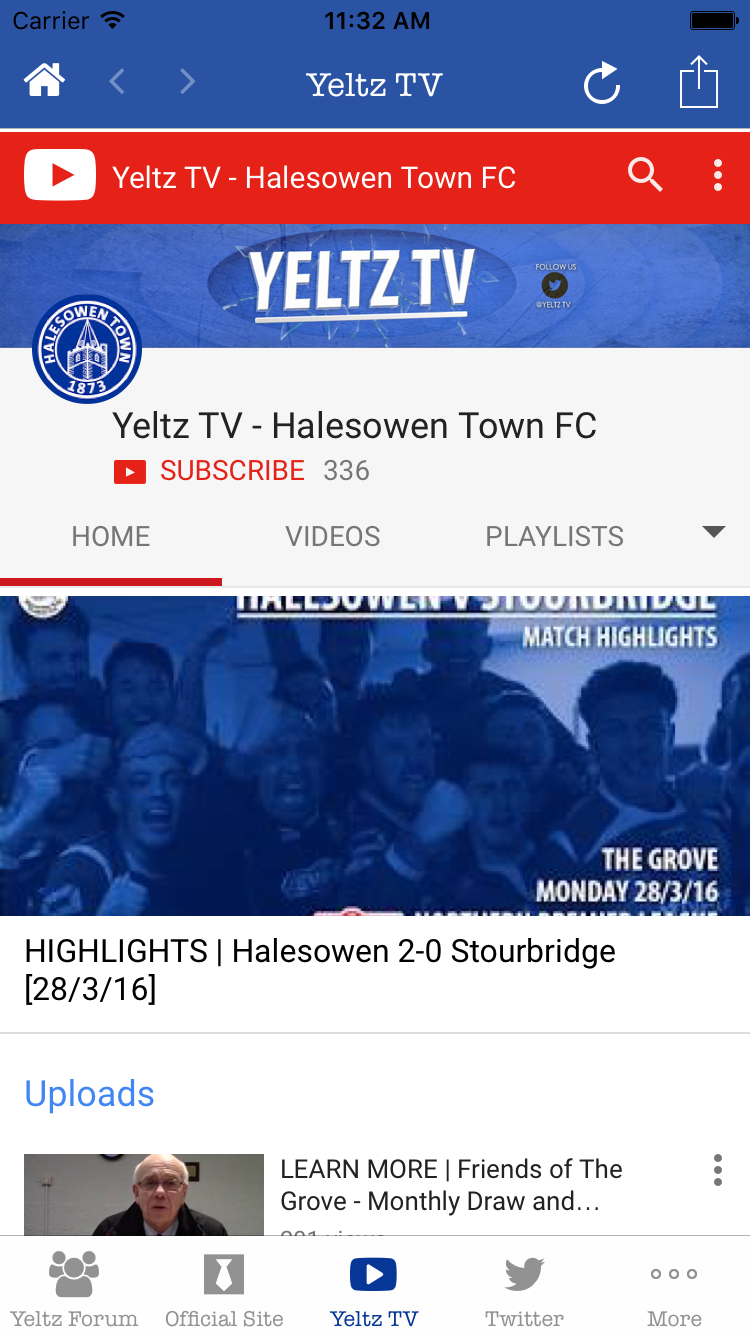 Carrier 11:32 AM
Yeltz TV
Yeltz TV - Halesowen Town FC
YELTZ TV
FOLLOW US
@YELTZ TV
HALESOWEN TOWN
1873
Yeltz TV - Halesowen Town FC
SUBSCRIBE 336
HOME VIDEOS PLAYLISTS
HALESOWEN V STOURBRIDGE
MATCH HIGHLIGHTS
THE GROVE
MONDAY 28/3/16
NORTHERN PREMIER LEAGUE
HIGHLIGHTS | Halesowen 2-0 Stourbridge
[28/3/16]
Uploads
LEARN MORE | Friends of The
Grove - Monthly Draw and…
Yeltz Forum Official Site Yeltz TV Twitter More